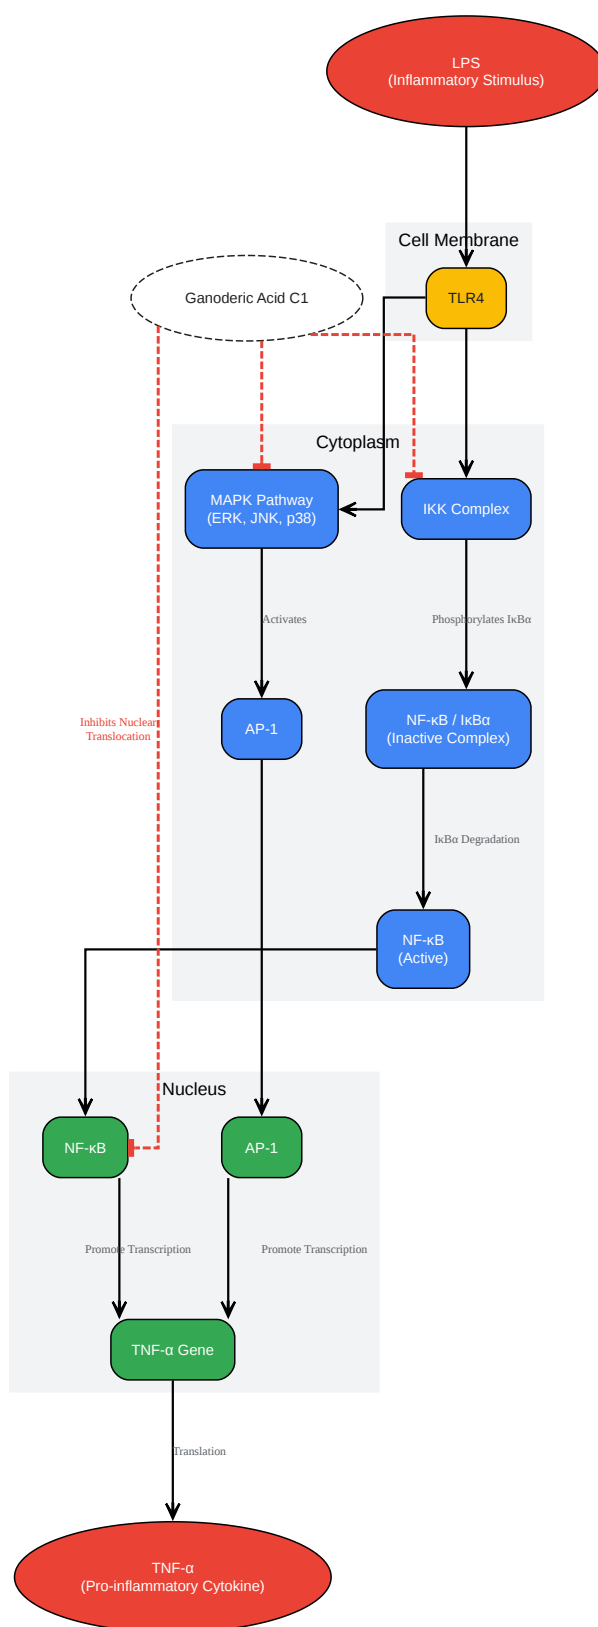 LPS
(Inflammatory Stimulus)
Cell Membrane
Ganoderic Acid C1
TLR4
Cytoplasm
MAPK Pathway
(ERK, JNK, p38)
IKK Complex
Activates
Phosphorylates IκBα
Inhibits Nuclear
Translocation
AP-1
NF-κB / IκBα
(Inactive Complex)
IκBα Degradation
NF-κB
(Active)
Nucleus
NF-κB
AP-1
Promote Transcription
Promote Transcription
TNF-α Gene
Translation
TNF-α
(Pro-inflammatory Cytokine)